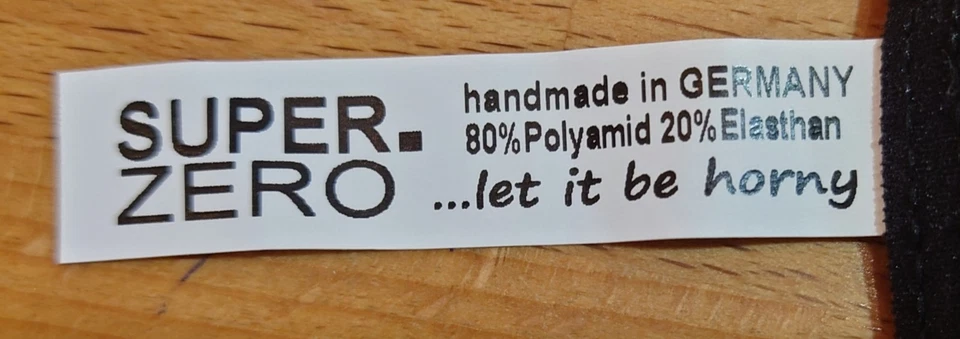 SUPER.
ZERO
handmade in GERMANY
80% Polyamid 20% Elasthan
...let it be horny